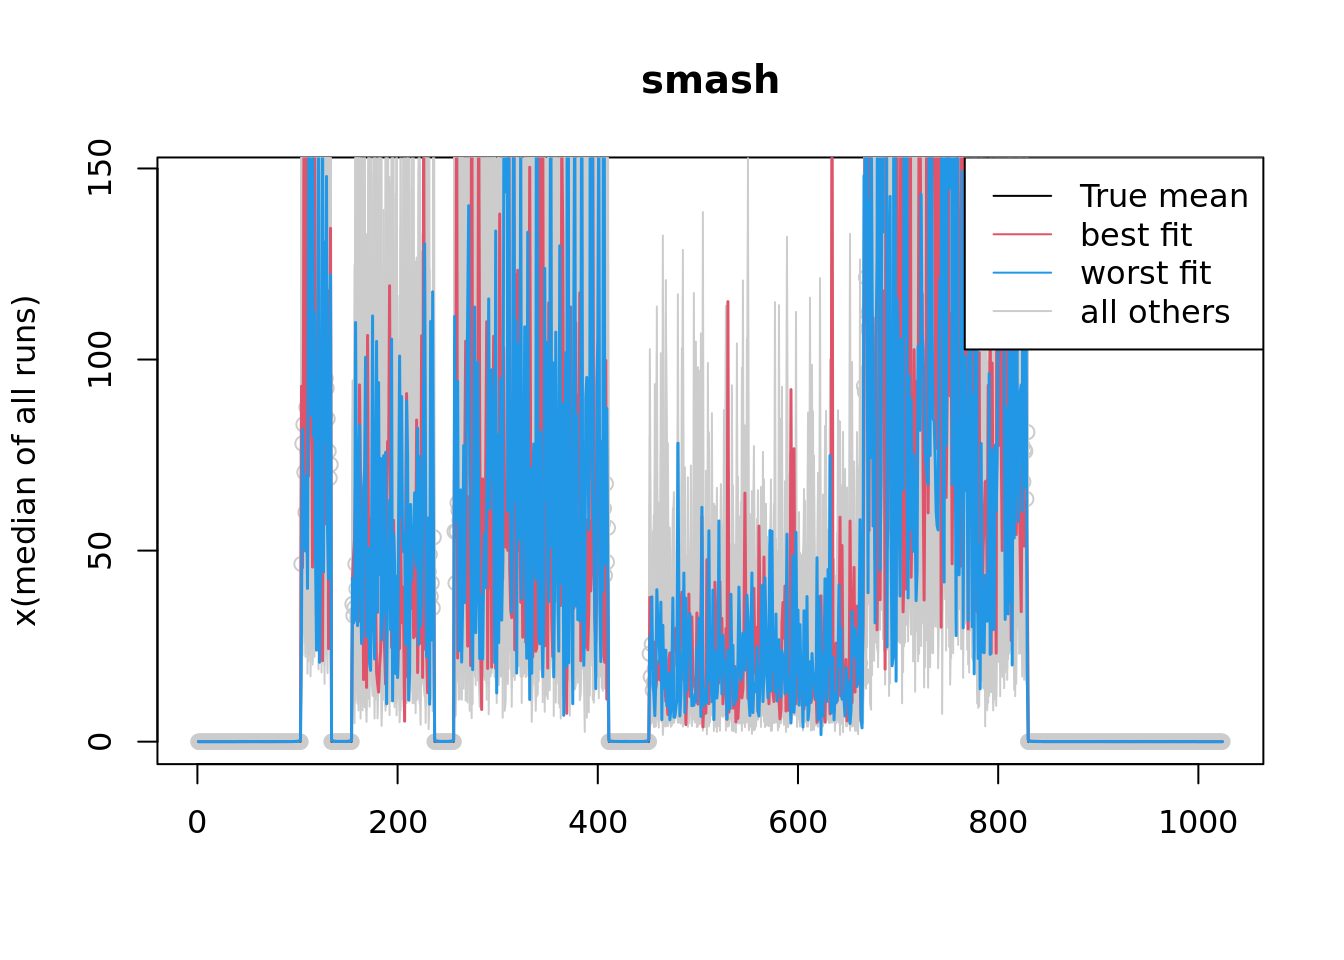 smash
x(median of all runs)
150
100
50
0
True mean
best fit
worst fit
all others
0 200 400 600 800 1000